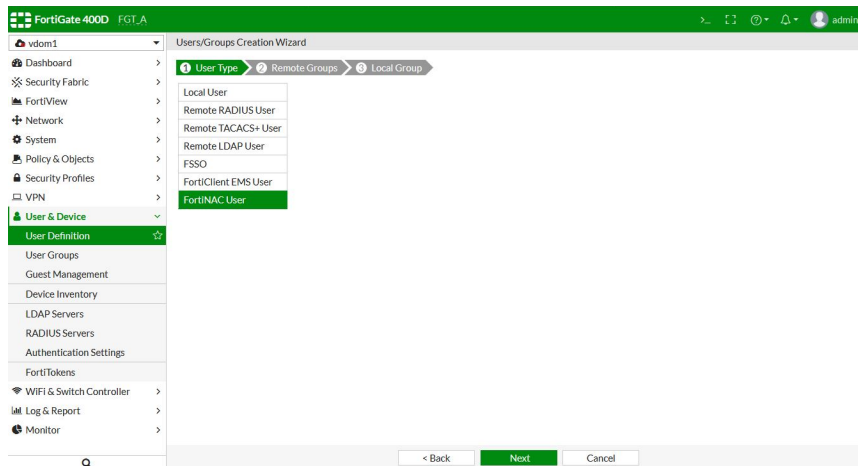 FortiGate 400D FGT_A
>_
admin
vdom1
Users/Groups Creation Wizard
Dashboard
Security Fabric
FortiView
Network
System
Policy & Objects
Security Profiles
VPN
User & Device
User Definition
User Groups
Guest Management
Device Inventory
LDAP Servers
RADIUS Servers
Authentication Settings
FortiTokens
WiFi & Switch Controller
Log & Report
Monitor
1 User Type 2 Remote Groups 3 Local Group
Local User
Remote RADIUS User
Remote TACACS+ User
Remote LDAP User
FSSO
FortiClient EMS User
FortiNAC User
< Back Next Cancel